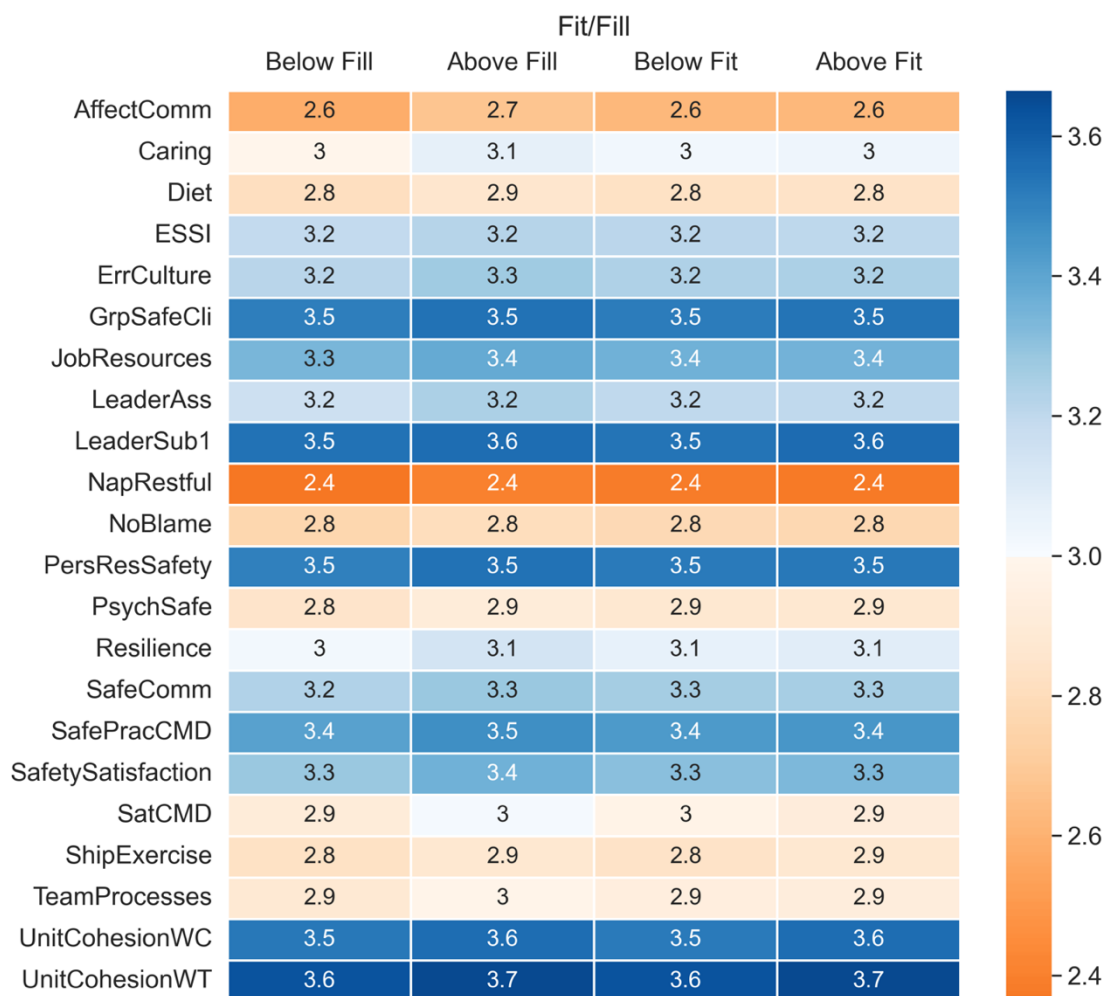 Fit/Fill
Below Fill Above Fill Below Fit Above Fit
AffectComm 2.6 2.7 2.6 2.6
Caring 3 3.1 3 3
Diet 2.8 2.9 2.8 2.8
ESSI 3.2 3.2 3.2 3.2
ErrCulture 3.2 3.3 3.2 3.2
GrpSafeCli 3.5 3.5 3.5 3.5
JobResources 3.3 3.4 3.4 3.4
LeaderAss 3.2 3.2 3.2 3.2
LeaderSub1 3.5 3.6 3.5 3.6
NapRestful 2.4 2.4 2.4 2.4
NoBlame 2.8 2.8 2.8 2.8
PersResSafety 3.5 3.5 3.5 3.5
PsychSafe 2.8 2.9 2.9 2.9
Resilience 3 3.1 3.1 3.1
SafeComm 3.2 3.3 3.3 3.3
SafePracCMD 3.4 3.5 3.4 3.4
SafetySatisfaction 3.3 3.4 3.3 3.3
SatCMD 2.9 3 3 2.9
ShipExercise 2.8 2.9 2.8 2.9
TeamProcesses 2.9 3 2.9 2.9
UnitCohesionWC 3.5 3.6 3.5 3.6
UnitCohesionWT 3.6 3.7 3.6 3.7
3.6
3.4
3.2
3.0
2.8
2.6
2.4